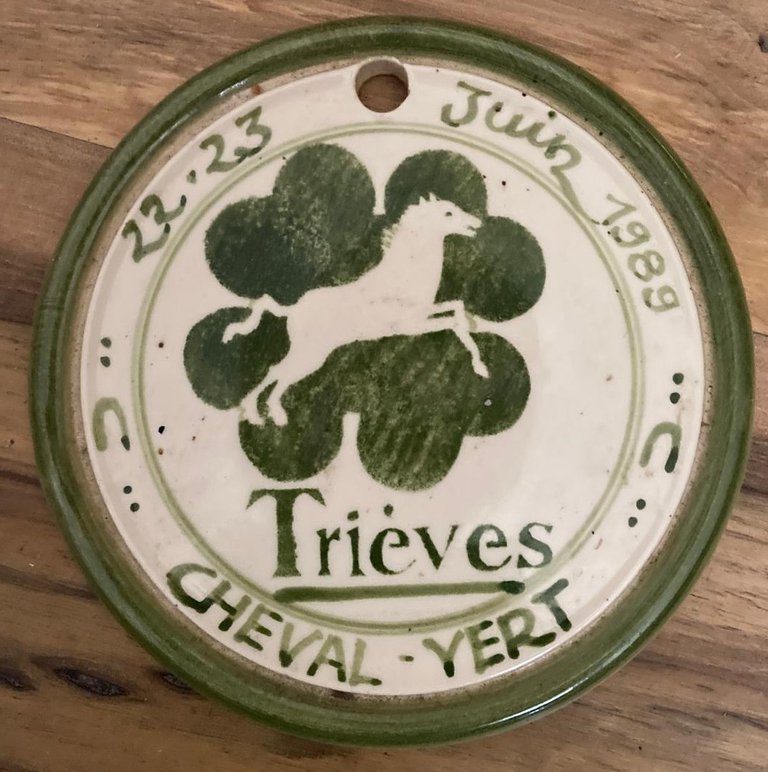 22.23 Juin 1989
Trièves
CHEVAL-VERT